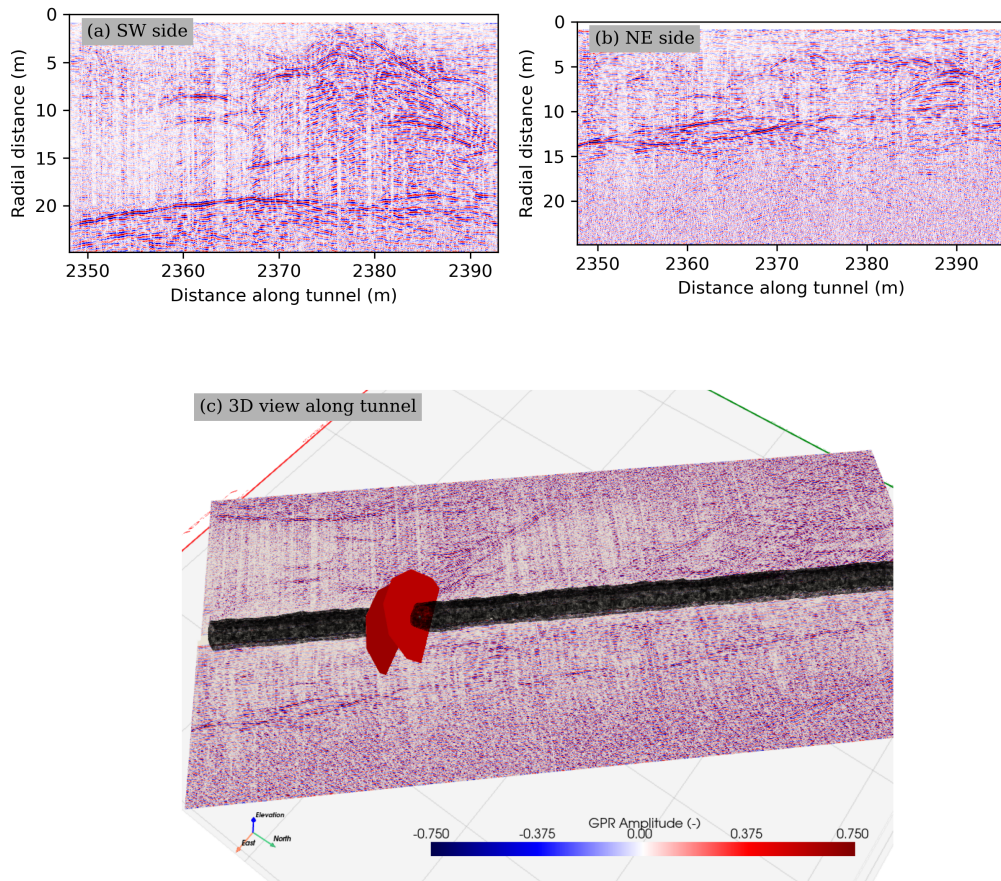 (a) SW side
0
5
10
15
20
Radial distance (m)
2350 2360 2370 2380 2390
Distance along tunnel (m)
(b) NE side
0
5
10
15
20
Radial distance (m)
2350 2360 2370 2380 2390
Distance along tunnel (m)
(c) 3D view along tunnel
Elevation
East
North
GPR Amplitude (-)
-0.750 -0.375 0.00 0.375 0.750